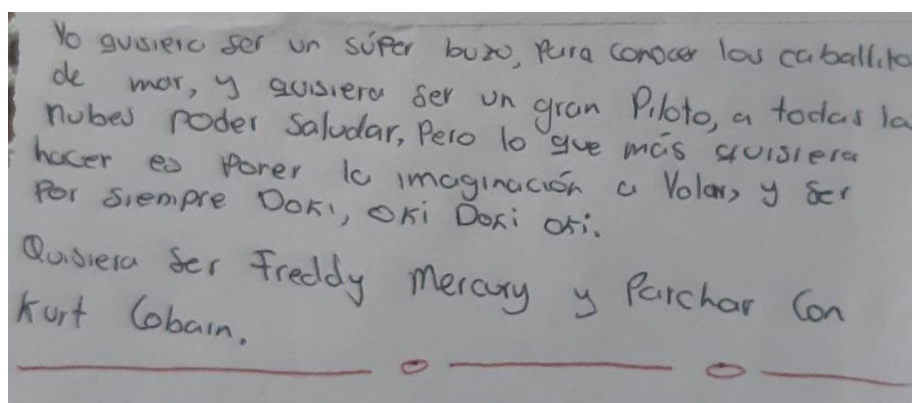 Yo quisiera ser un súper buzo, para conocer los caballito
de mar, y quisiera ser un gran Piloto, a todas la
nubes poder saludar, Pero lo que más quisiera
hacer es poner la imaginación a Volar, y ser
Por siempre Doki, oki Doki oki.
Quisiera ser Freddy Mercury y Parchar Con
Kurt Cobain.